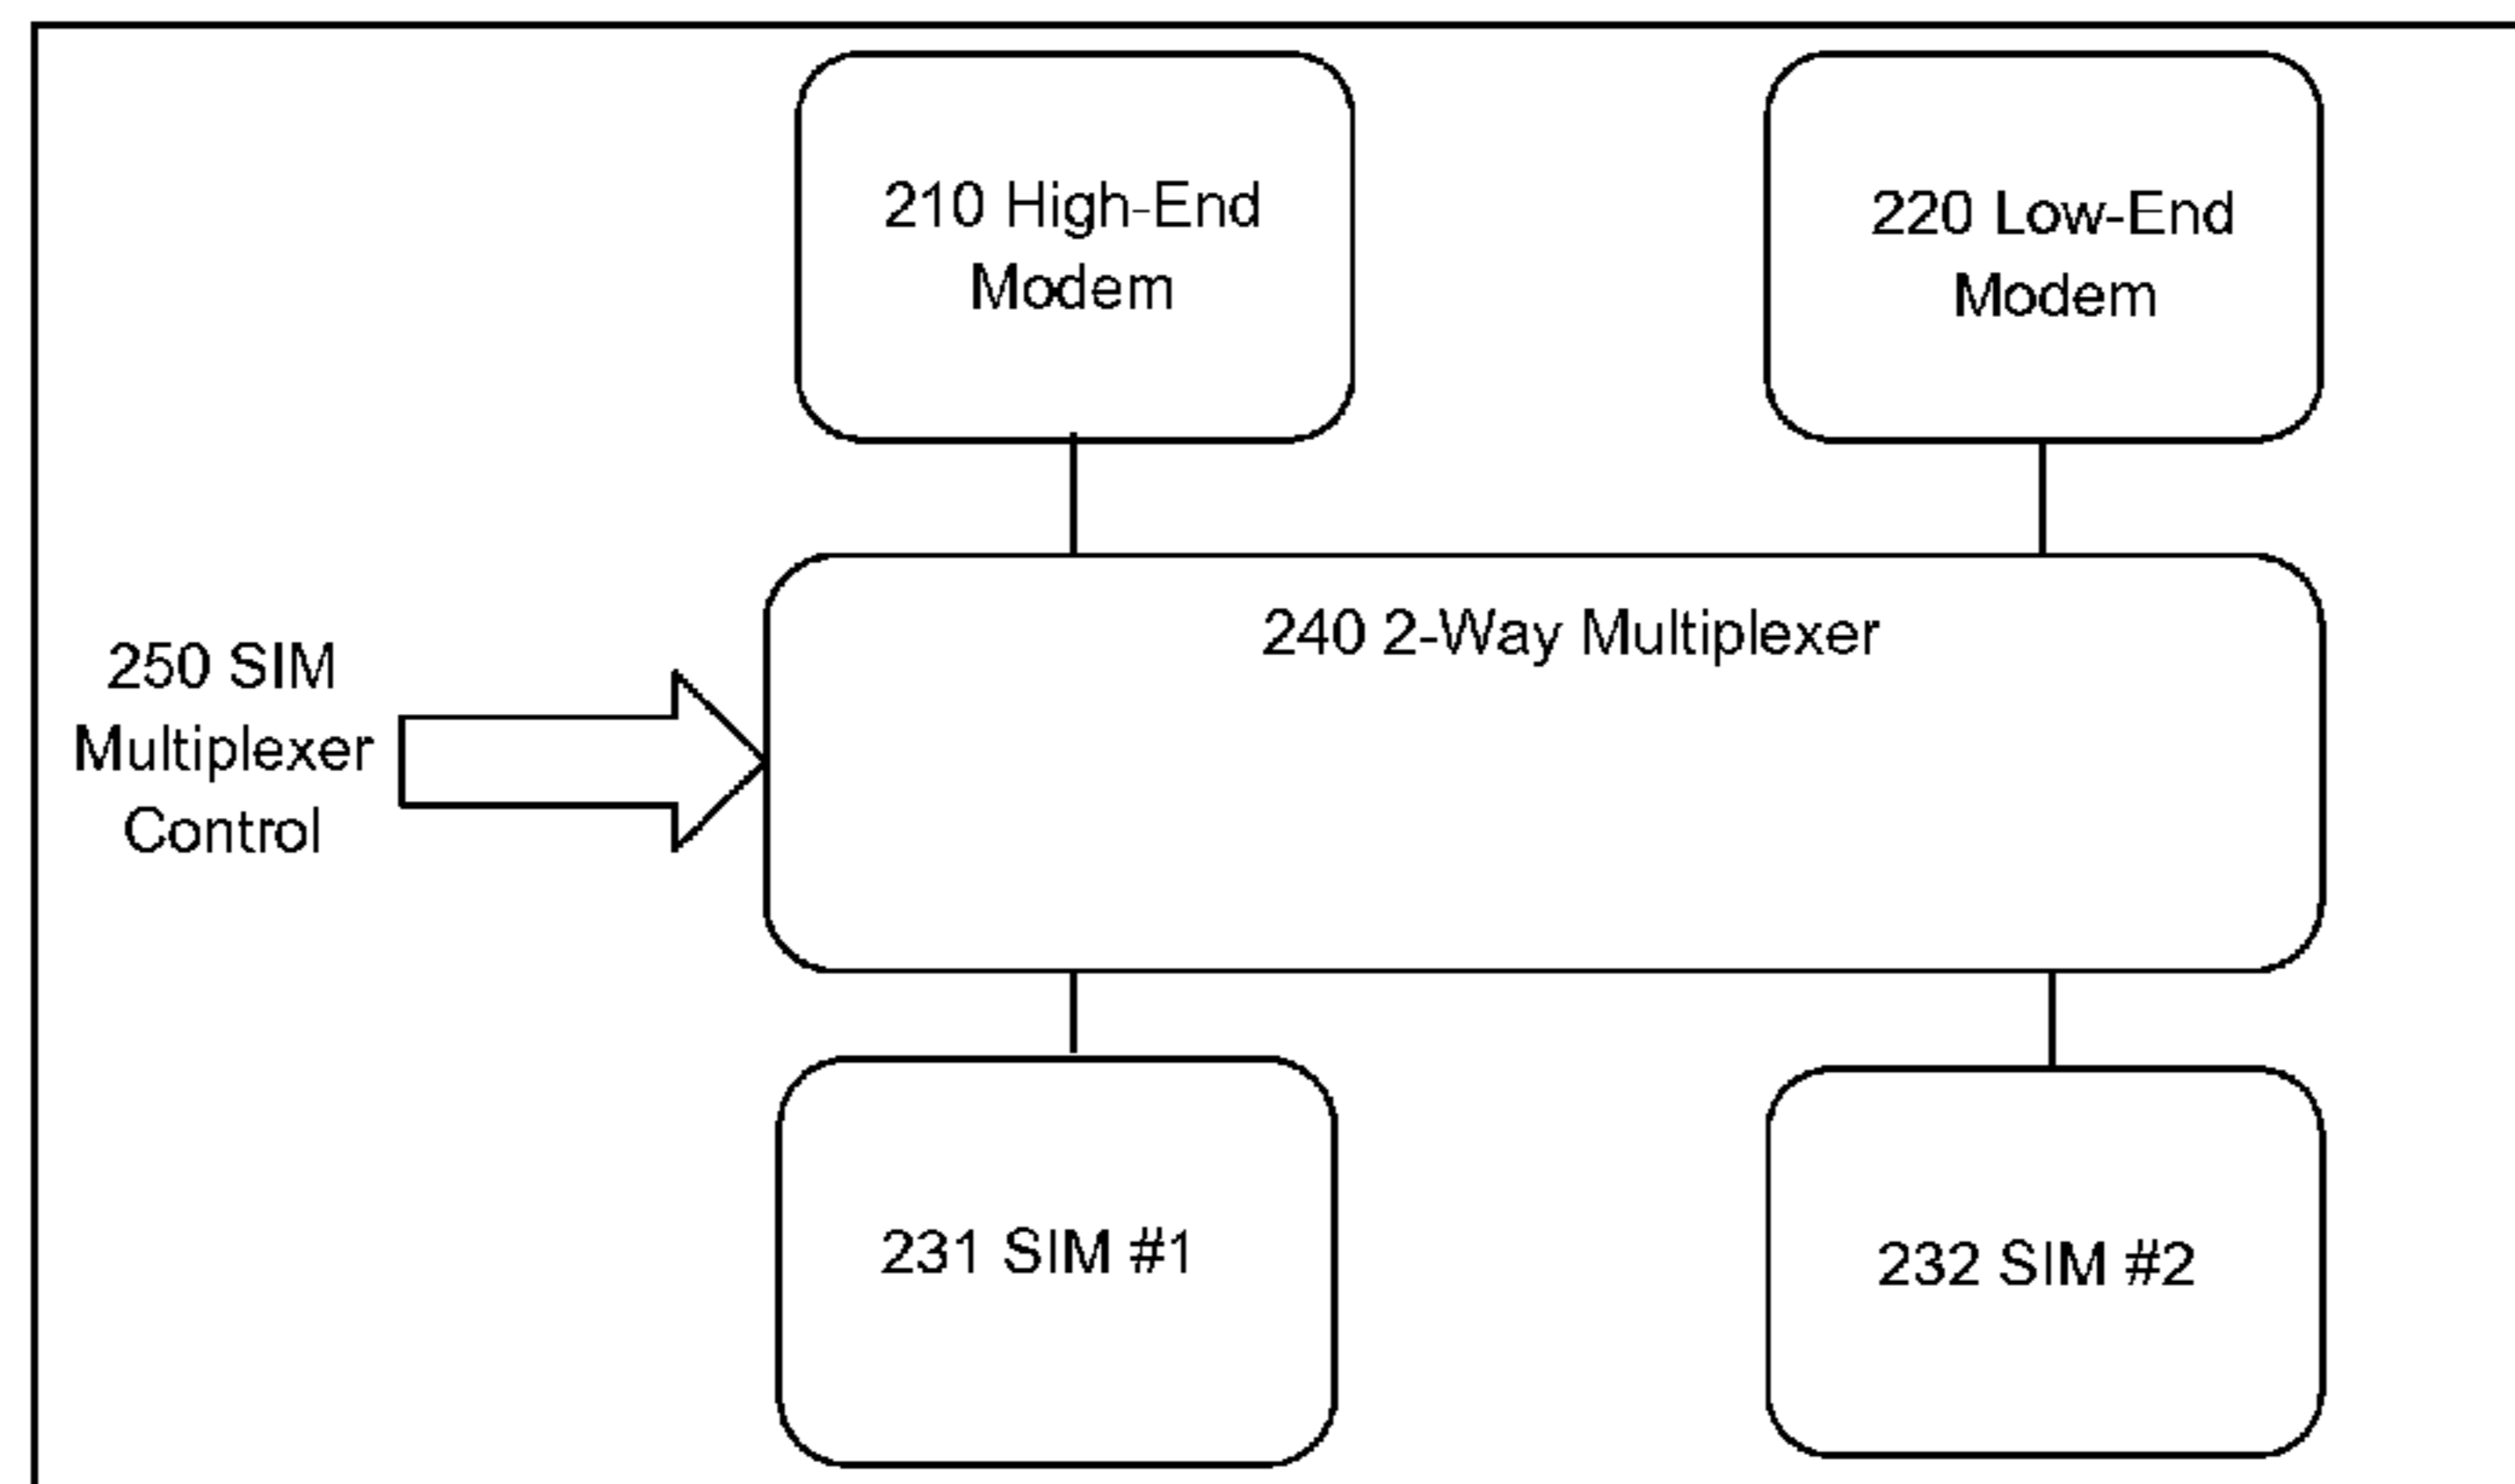 210 High-End
Modem
220 Low-End
Modem
240 2-Way Multiplexer
250 SIM
Multiplexer
Control
231 SIM #1
232 SIM #2